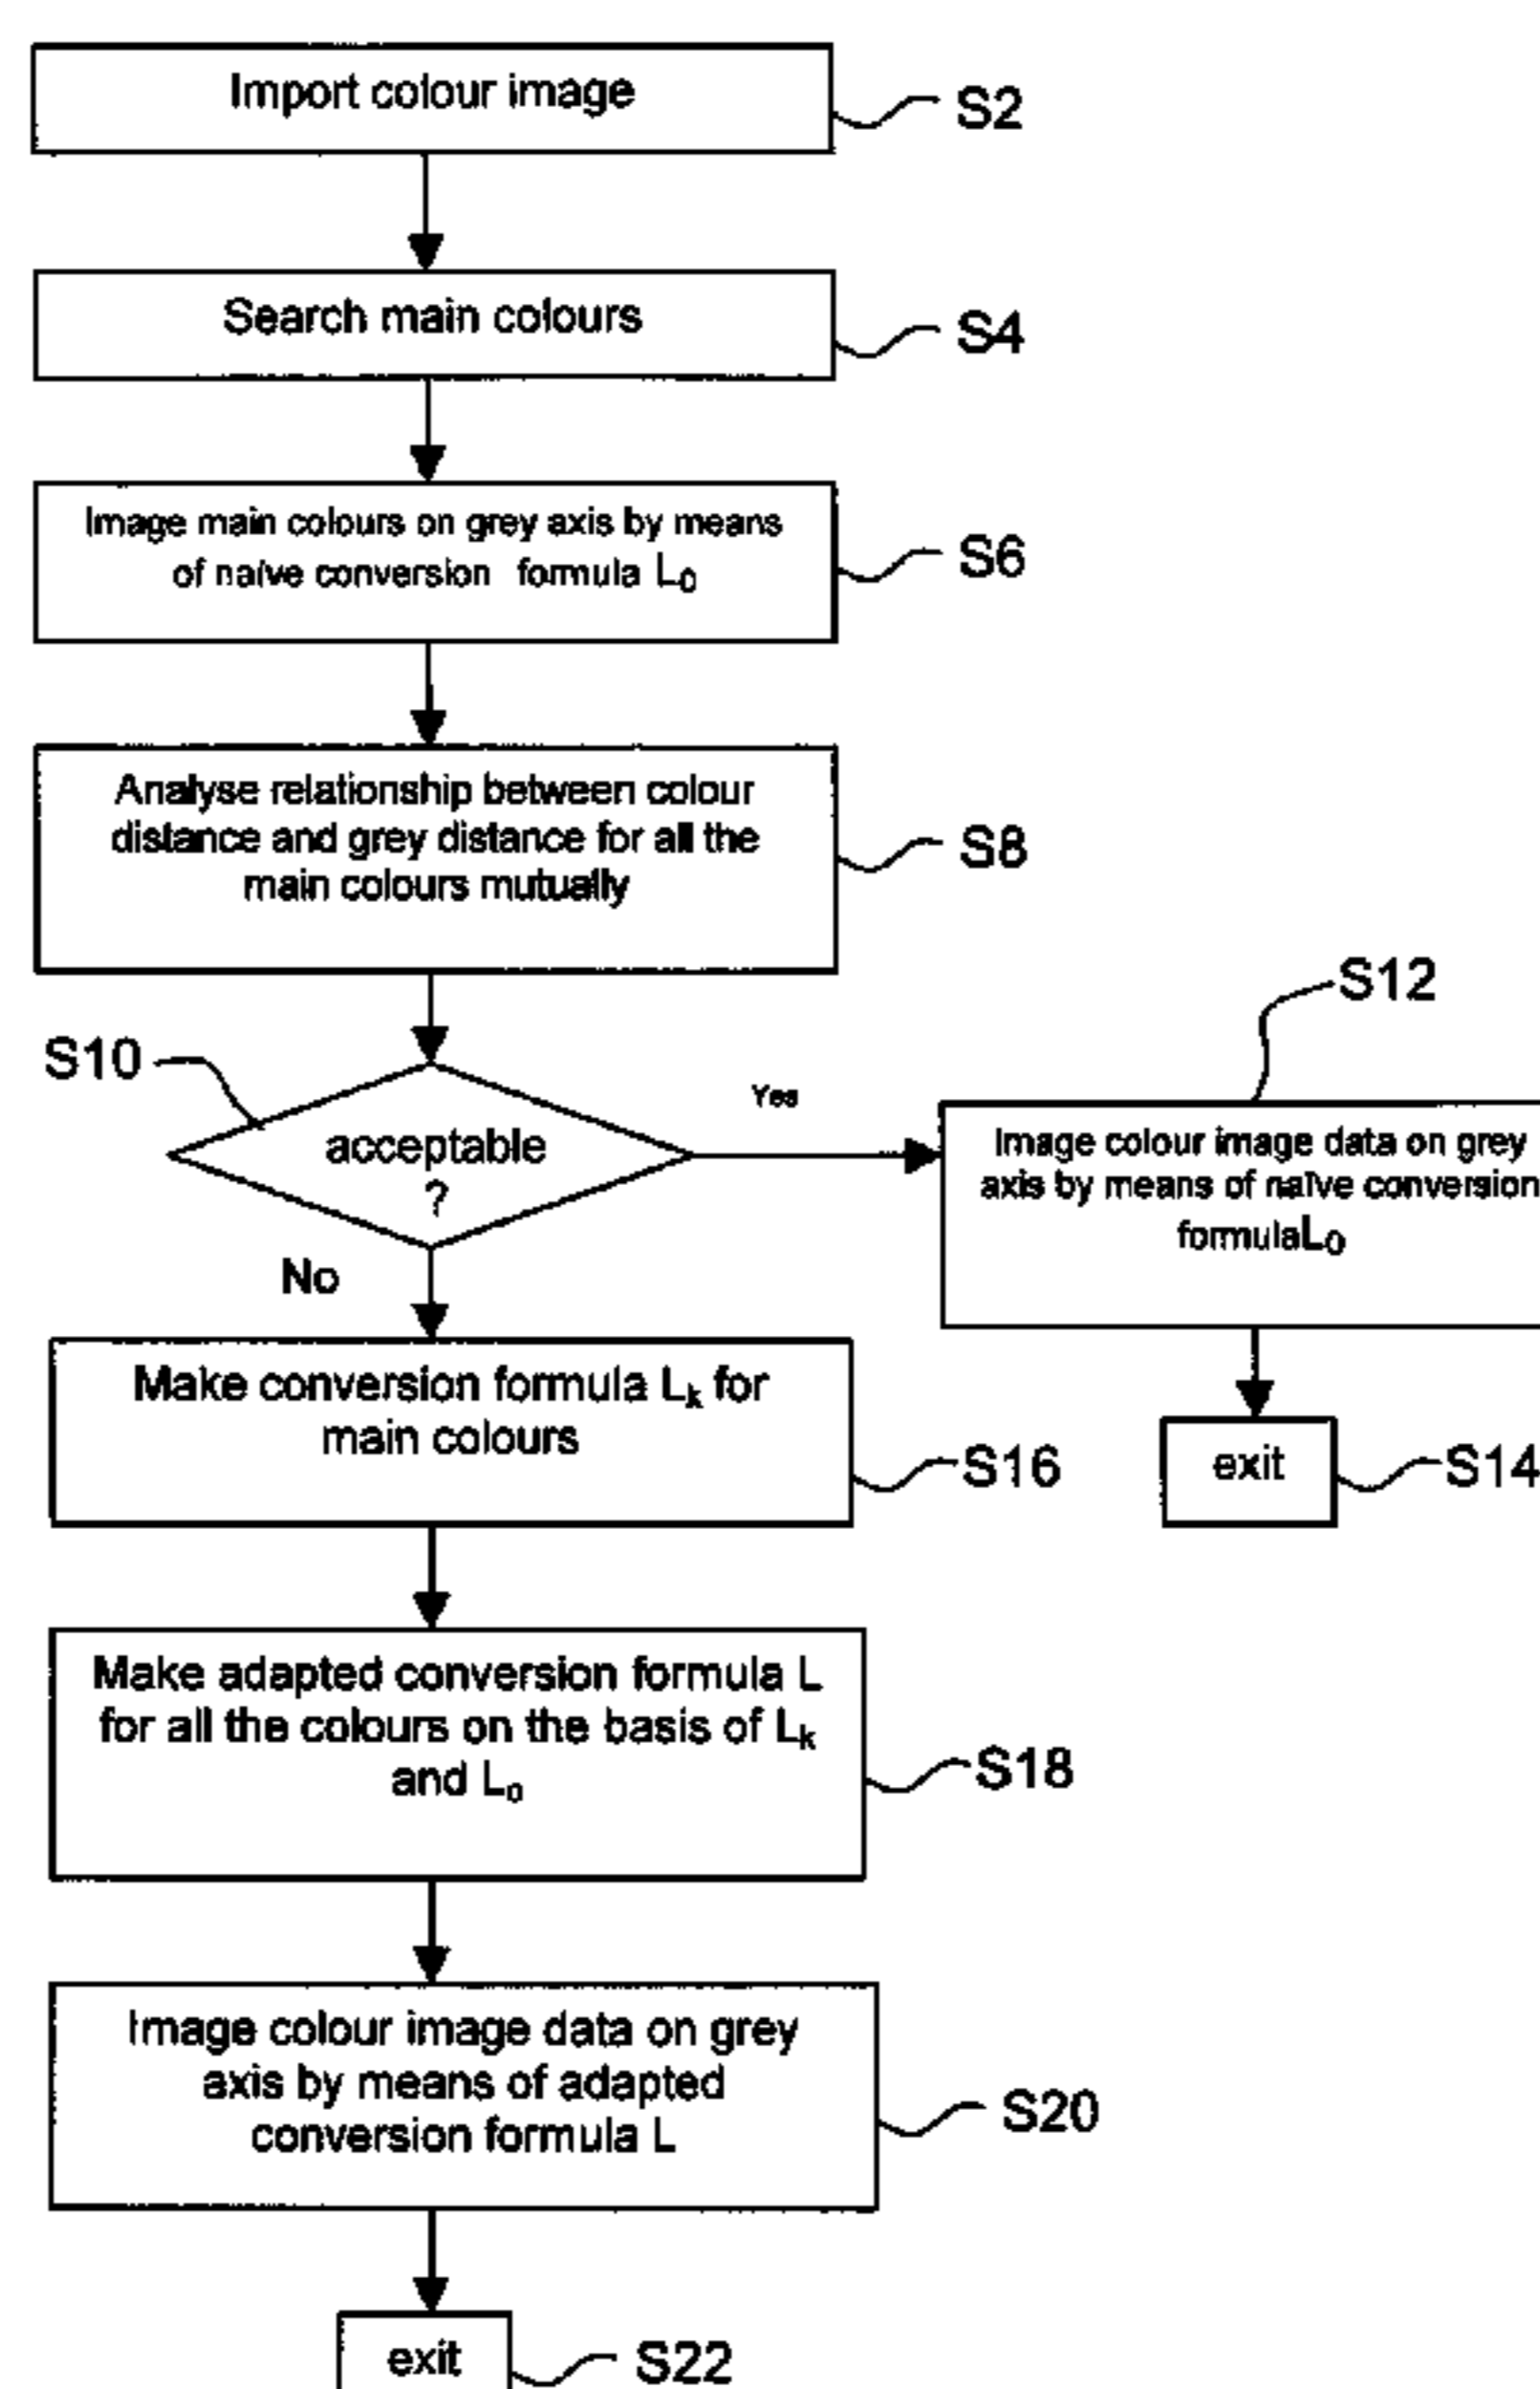 Import colour image
S2
Search main colours
S4
Image main colours on grey axis by means
of naïve conversion formula L₀
S6
Analyse relationship between colour
distance and grey distance for all the
main colours mutually
S8
S10
acceptable
?
Yes
No
S12
Image colour image data on grey
axis by means of naïve conversion
formulaL₀
exit
S14
Make conversion formula Lₖ for
main colours
S16
Make adapted conversion formula L
for all the colours on the basis of Lₖ
and L₀
S18
Image colour image data on grey
axis by means of adapted
conversion formula L
S20
exit
S22